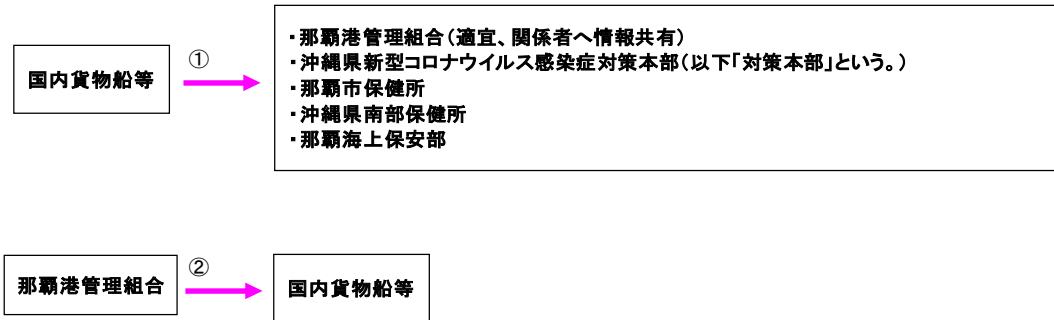 国内貨物船等
①
・那覇港管理組合(適宜、関係者へ情報共有)
・沖縄県新型コロナウイルス感染症対策本部(以下「対策本部」という。)
・那覇市保健所
・沖縄県南部保健所
・那覇海上保安部
那覇港管理組合
②
国内貨物船等